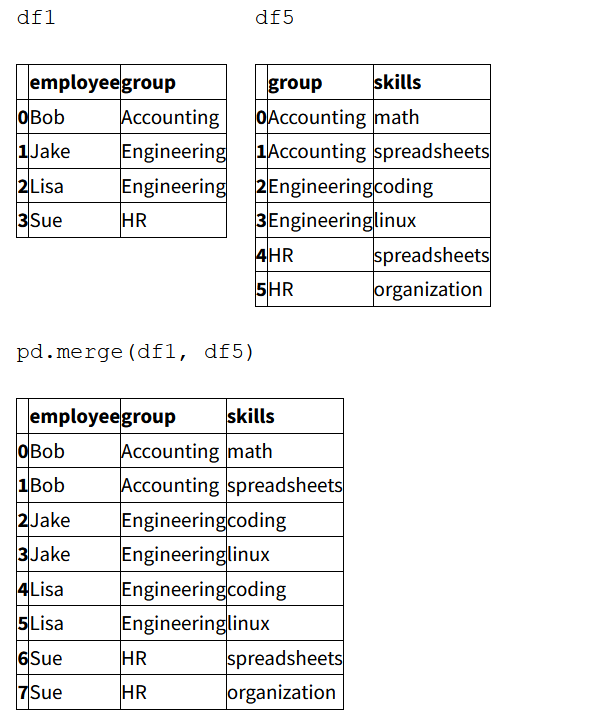 df1 df5
employee group
0 Bob Accounting
1 Jake Engineering
2 Lisa Engineering
3 Sue HR
group skills
0 Accounting math
1 Accounting spreadsheets
2 Engineering coding
3 Engineering linux
4 HR spreadsheets
5 HR organization
pd.merge(df1, df5)
employee group skills
0 Bob Accounting math
1 Bob Accounting spreadsheets
2 Jake Engineering coding
3 Jake Engineering linux
4 Lisa Engineering coding
5 Lisa Engineering linux
6 Sue HR spreadsheets
7 Sue HR organization